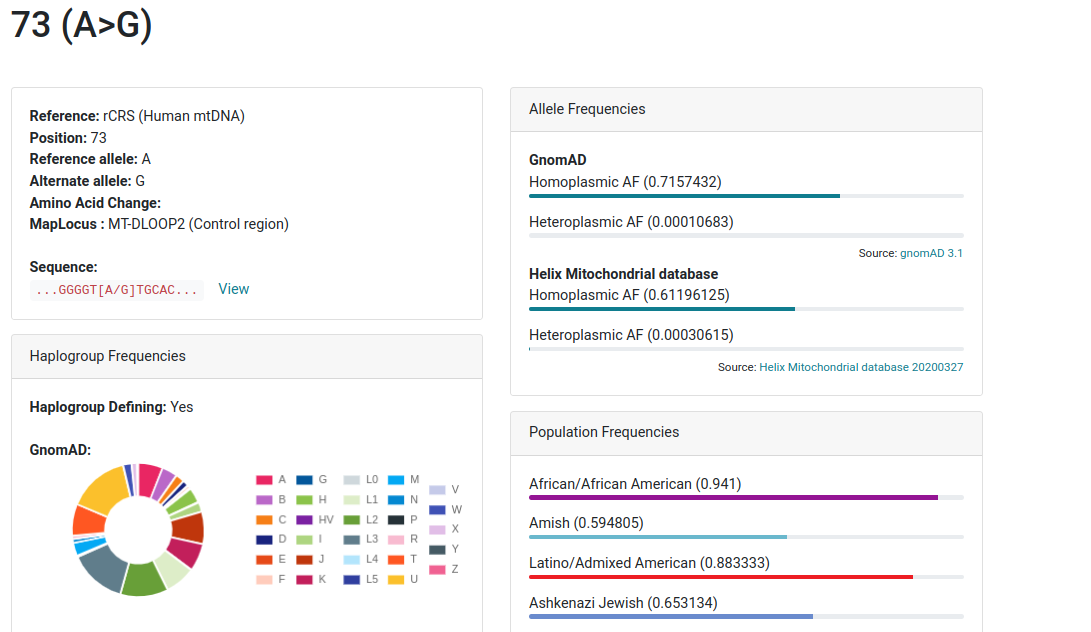 73 (A>G)
Reference: rCRS (Human mtDNA)
Position: 73
Reference allele: A
Alternate allele: G
Amino Acid Change:
MapLocus : MT-DLOOP2 (Control region)
Sequence:
...GGGGT[A/G]TGCAC... View
Haplogroup Frequencies
Haplogroup Defining: Yes
GnomAD:
A G L0 M
B H L1 N
C HV L2 P
D I L3 R
E J L4 T
F K L5 U
V
W
X
Y
Z
Allele Frequencies
GnomAD
Homoplasmic AF (0.7157432)
Heteroplasmic AF (0.00010683)
Source: gnomAD 3.1
Helix Mitochondrial database
Homoplasmic AF (0.61196125)
Heteroplasmic AF (0.00030615)
Source: Helix Mitochondrial database 20200327
Population Frequencies
African/African American (0.941)
Amish (0.594805)
Latino/Admixed American (0.883333)
Ashkenazi Jewish (0.653134)